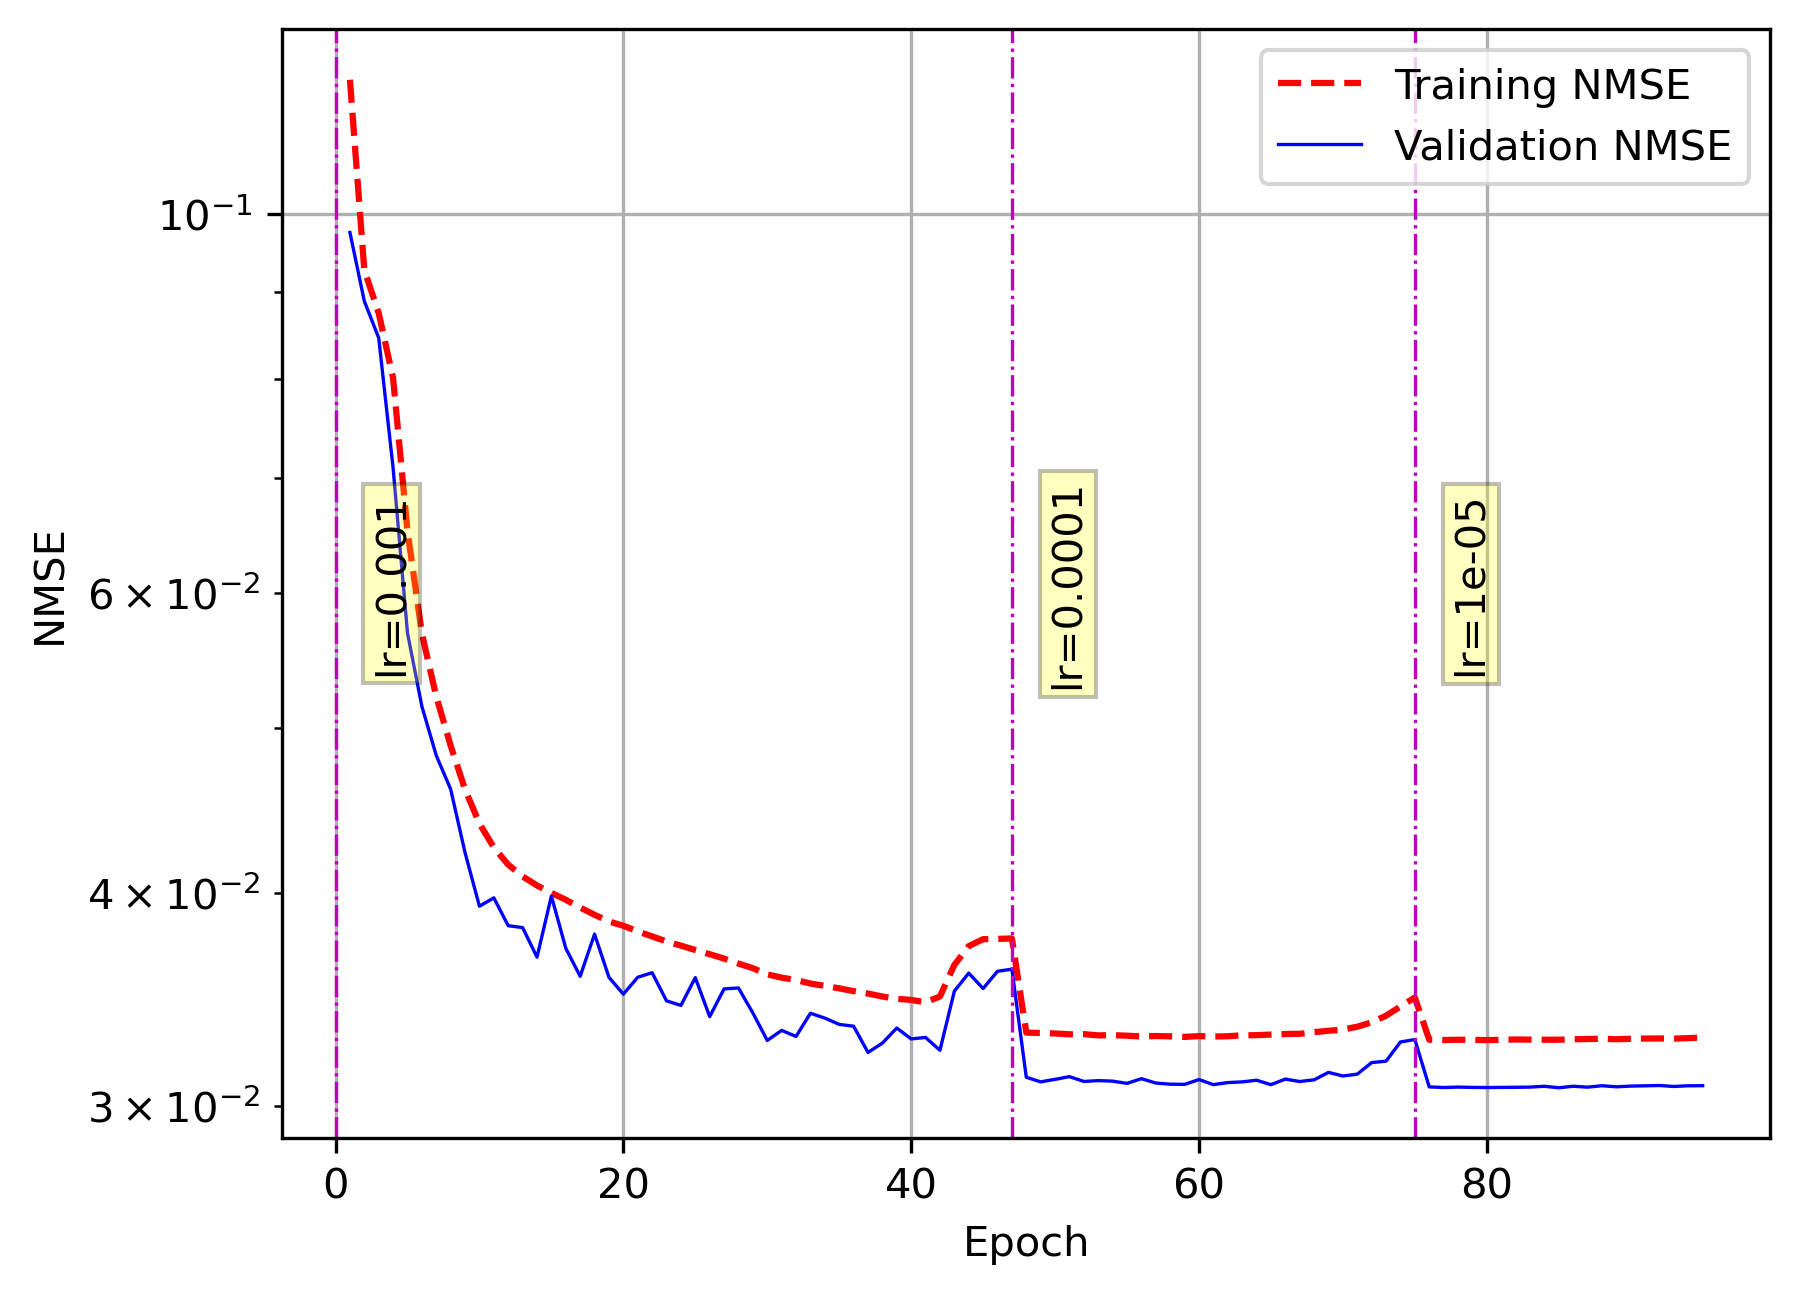 Training NMSE
Validation NMSE
10⁻¹
6 × 10⁻²
4 × 10⁻²
3 × 10⁻²
NMSE
lr=0.001
lr=0.0001
lr=1e-05
0 20 40 60 80
Epoch